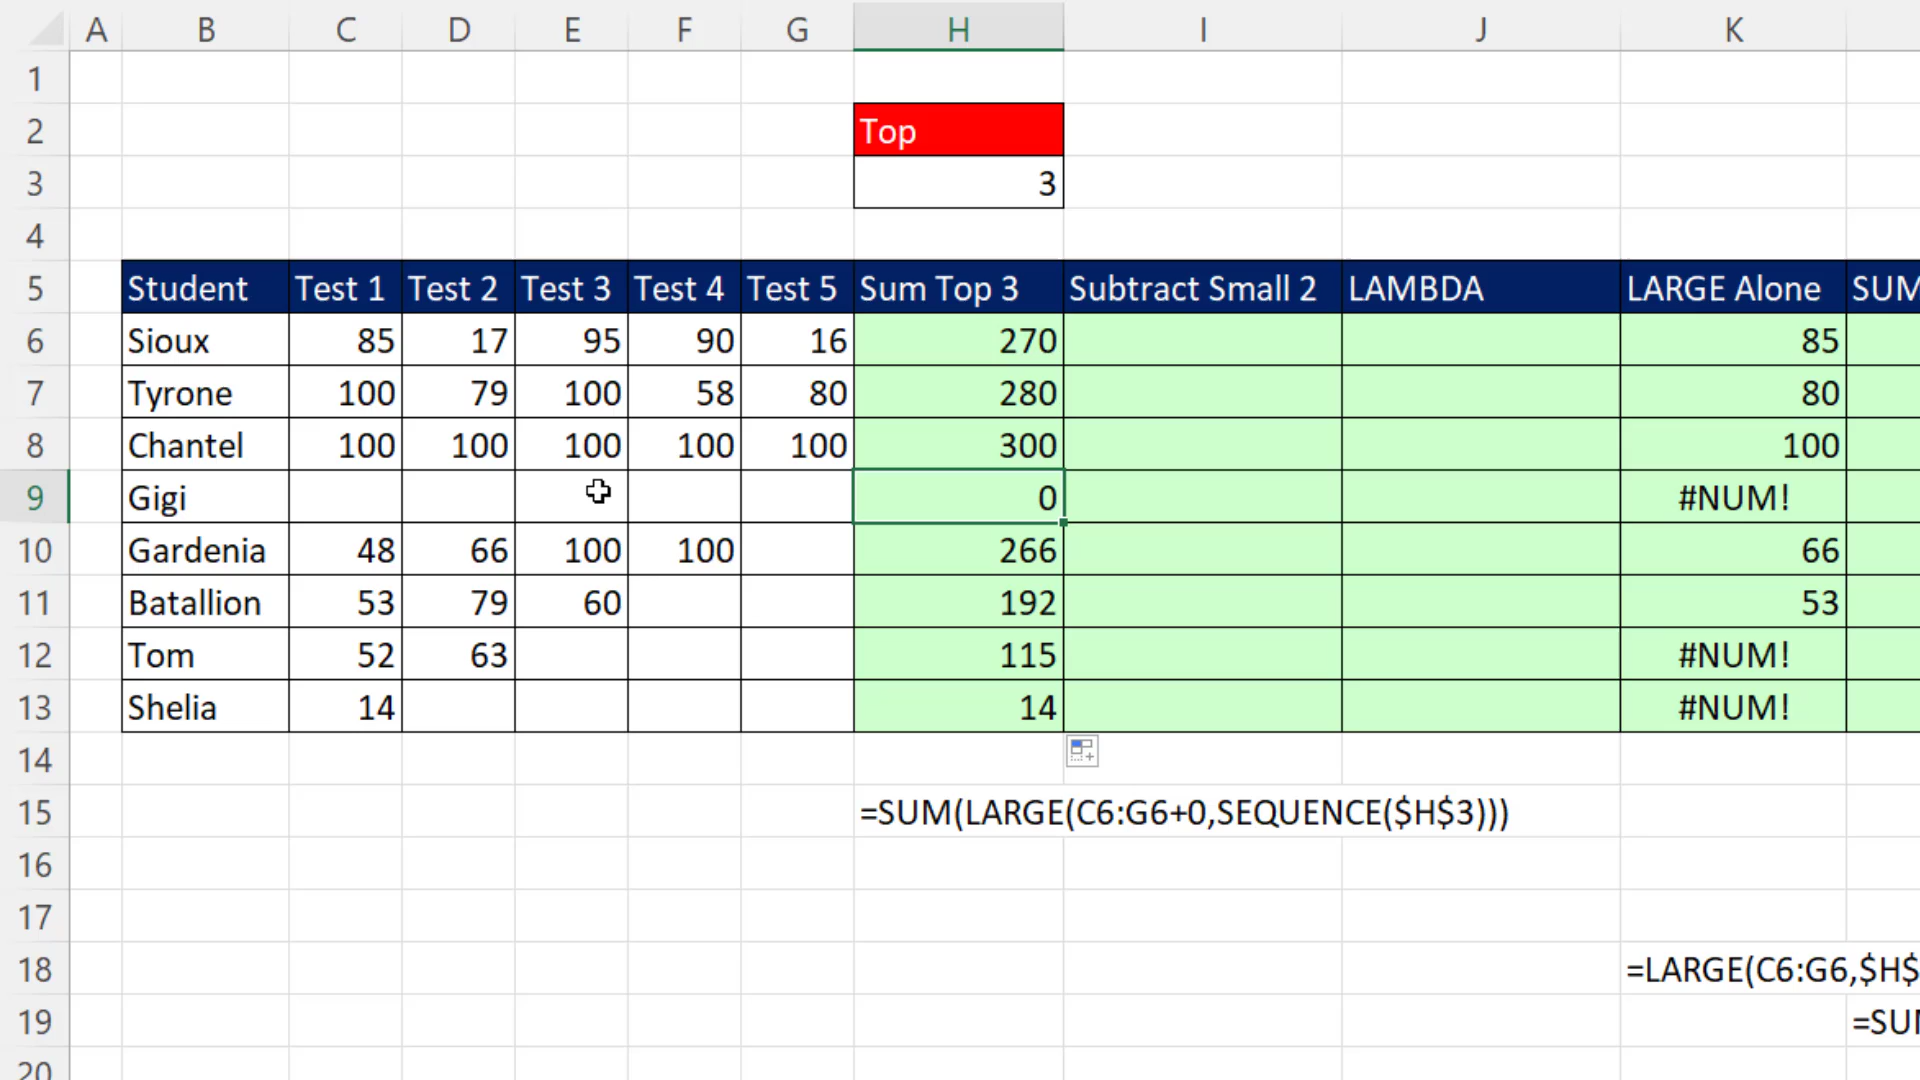 A B C D E F G H I J K
1
2 Top
3 3
4
5 Student Test 1 Test 2 Test 3 Test 4 Test 5 Sum Top 3 Subtract Small 2 LAMBDA LARGE Alone SUM
6 Sioux 85 17 95 90 16 270 85
7 Tyrone 100 79 100 58 80 280 80
8 Chantel 100 100 100 100 100 300 100
9 Gigi 0 #NUM!
10 Gardenia 48 66 100 100 266 66
11 Batallion 53 79 60 192 53
12 Tom 52 63 115 #NUM!
13 Shelia 14 14 #NUM!
14
15 =SUM(LARGE(C6:G6+0,SEQUENCE($H$3)))
16
17
18 =LARGE(C6:G6,$H$
19 =SUM
20